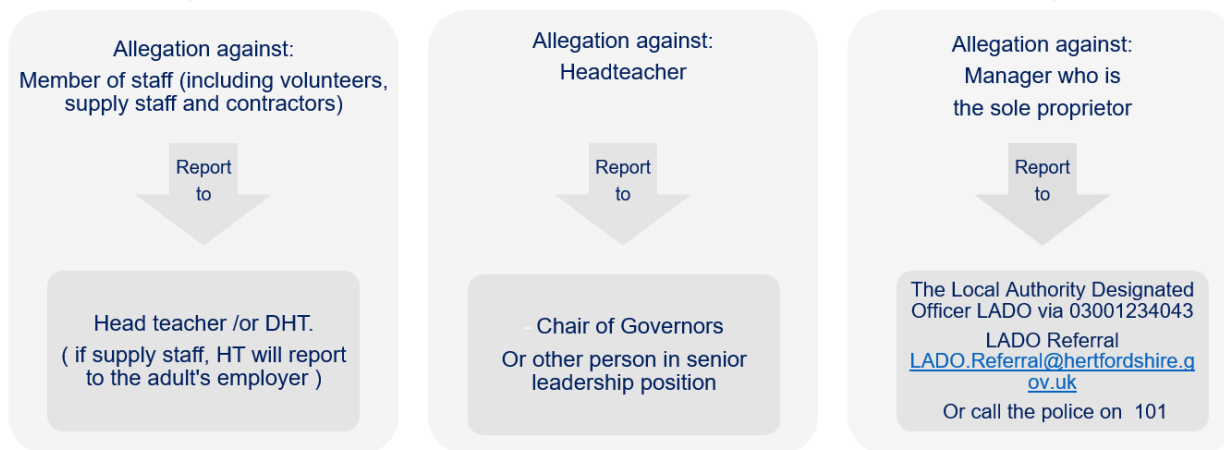 Allegation against:
Member of staff (including volunteers,
supply staff and contractors)
Report
to
Head teacher /or DHT.
( if supply staff, HT will report
to the adult's employer )
Allegation against:
Headteacher
Report
to
- Chair of Governors
Or other person in senior
leadership position
Allegation against:
Manager who is
the sole proprietor
Report
to
The Local Authority Designated
Officer LADO via 03001234043
LADO Referral
LADO.Referral@hertfordshire.g
ov.uk
Or call the police on  101